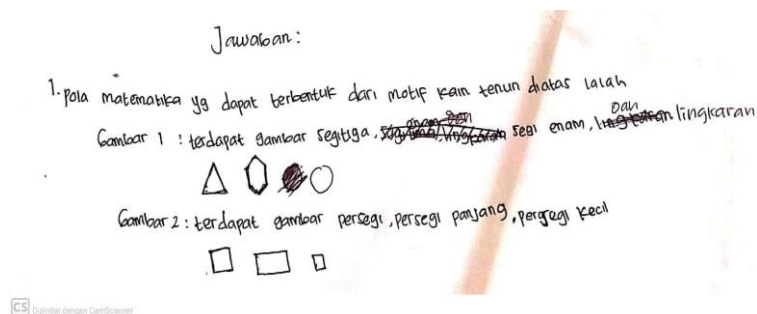 Jawaban :
1. Pola matematika yg dapat terbentuk dari motif kain tenun diatas ialah
Gambar 1 : terdapat gambar segitiga, segi enam, dan lingkaran
Gambar 2 : terdapat gambar persegi, persegi panjang, persegi kecil
CS Dipindai dengan CamScanner